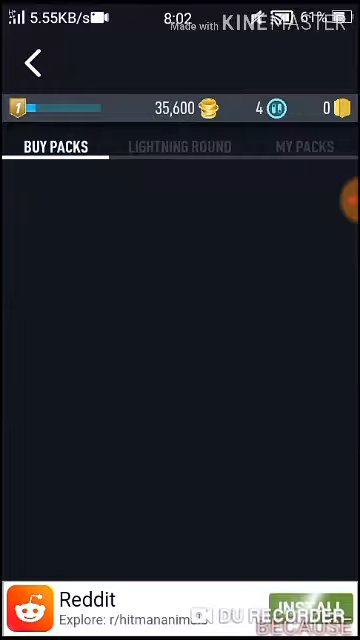 5.55KB/s 8:02 61%
Made with KINEMASTER
1 35,600 4 0
BUY PACKS LIGHTNING ROUND MY PACKS
Reddit
Explore: r/hitmananim
DU RECORDER
INSTALL
BECAUSE